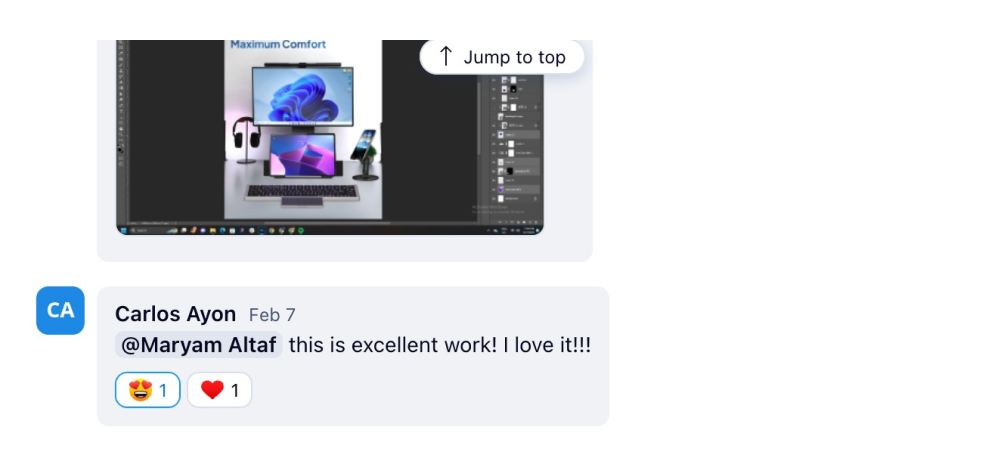 Maximum Comfort
↑ Jump to top
CA
Carlos Ayon Feb 7
@Maryam Altaf this is excellent work! I love it!!!
😍 1 ❤️ 1